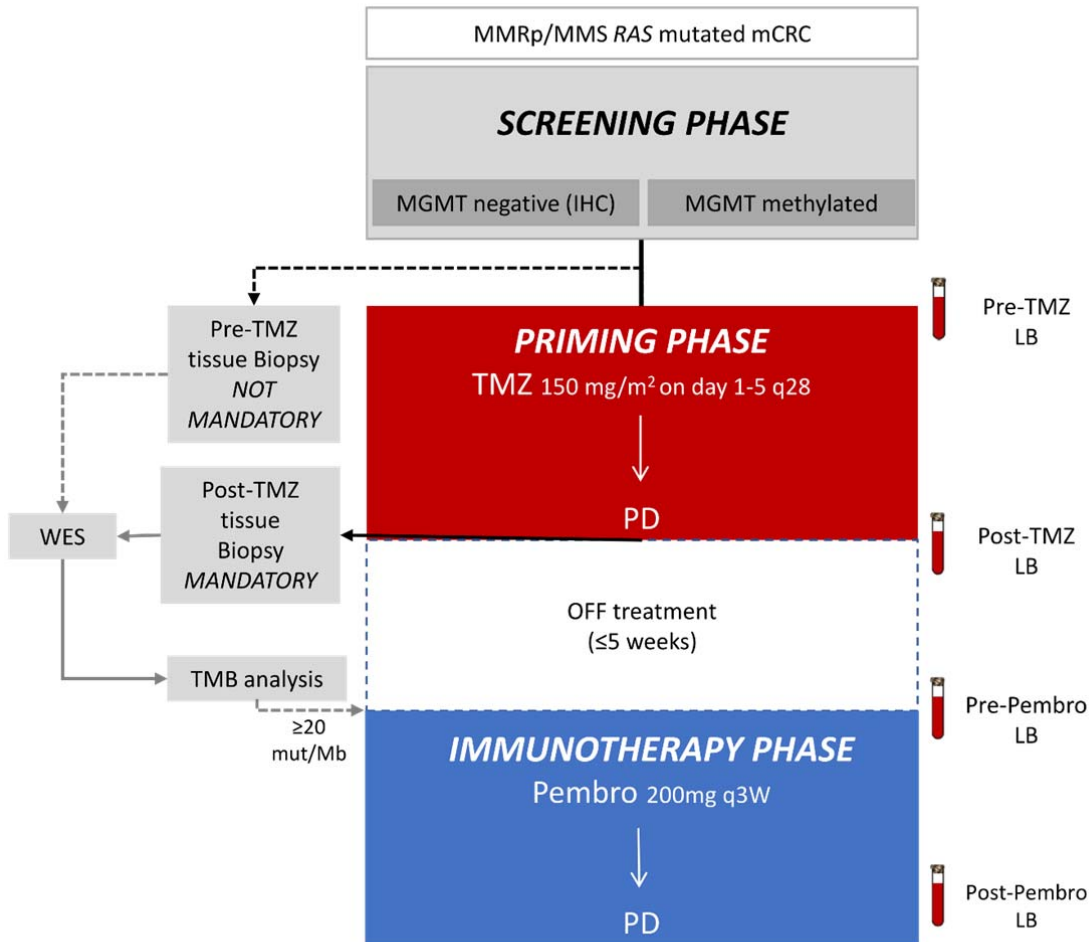 MMRp/MMS RAS mutated mCRC
SCREENING PHASE
MGMT negative (IHC)
MGMT methylated
Pre-TMZ
tissue Biopsy
NOT
MANDATORY
PRIMING PHASE
TMZ 150 mg/m² on day 1-5 q28
PD
Pre-TMZ
LB
WES
Post-TMZ
tissue
Biopsy
MANDATORY
Post-TMZ
LB
OFF treatment
(≤5 weeks)
TMB analysis
≥20
mut/Mb
Pre-Pembro
LB
IMMUNOTHERAPY PHASE
Pembro 200mg q3W
PD
Post-Pembro
LB